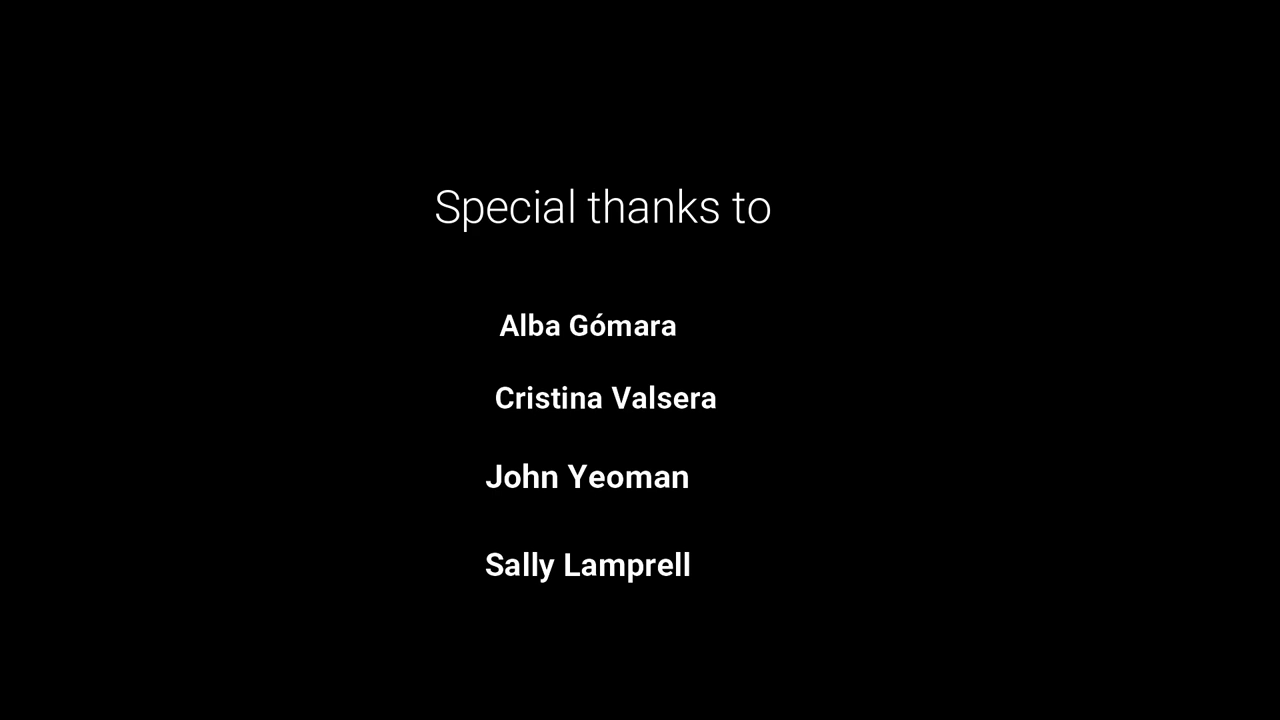 Special thanks to
Alba Gómara
Cristina Valsera
John Yeoman
Sally Lamprell